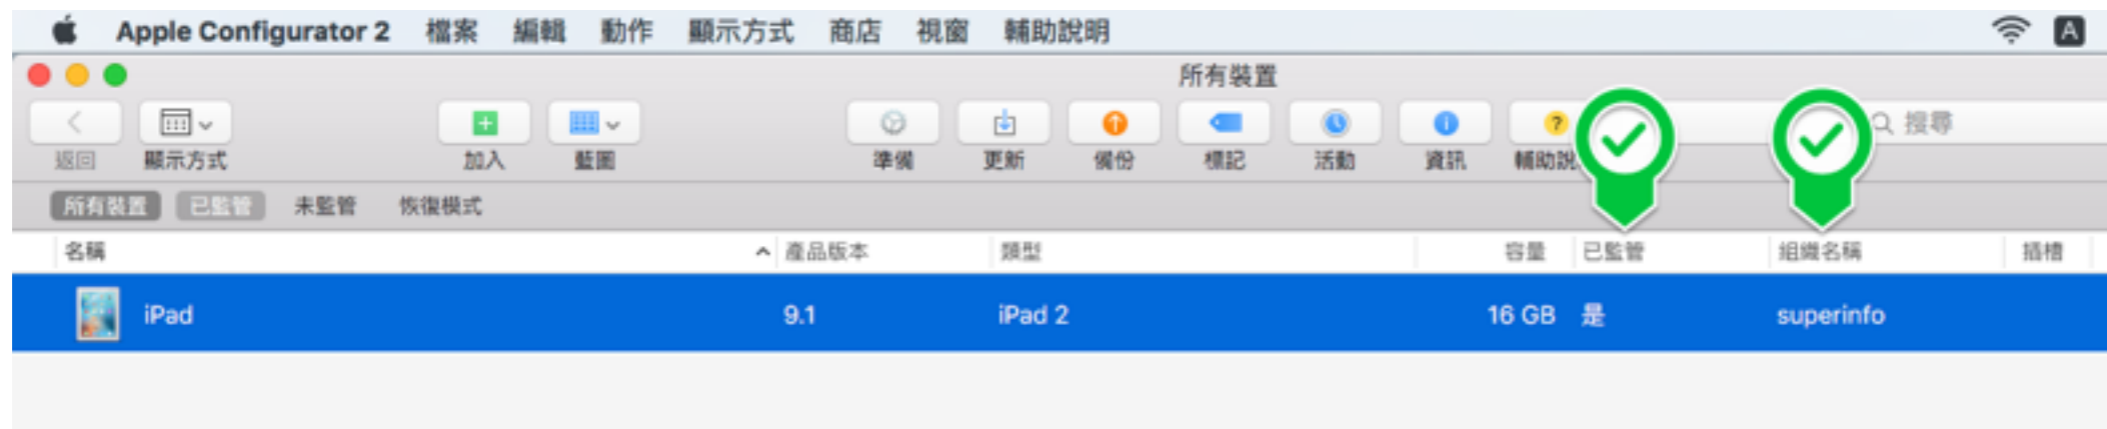 Apple Configurator 2 檔案 編輯 動作 顯示方式 商店 視窗 輔助說明 A
所有裝置
搜尋
返回 顯示方式 加入 藍圖 準備 更新 備份 標記 活動 資訊 輔助說
所有裝置 已監管 未監管 恢復模式
名稱 產品版本 類型 容量 已監管 組織名稱 插槽
iPad 9.1 iPad 2 16 GB 是 superinfo